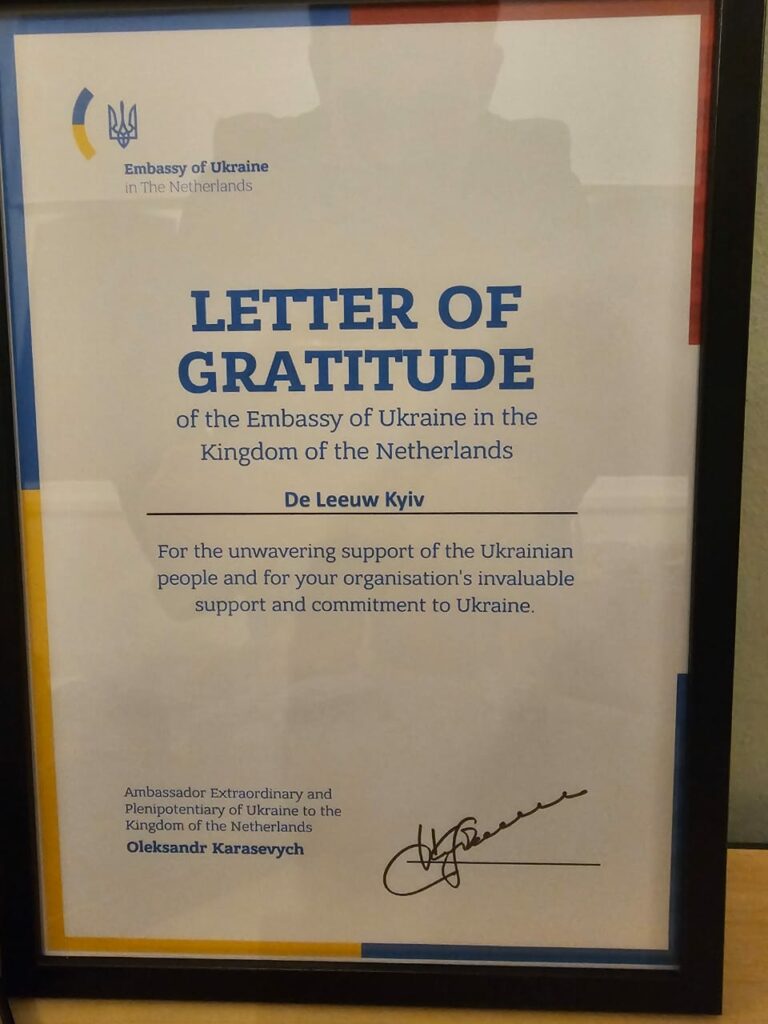 Embassy of Ukraine
in The Netherlands
LETTER OF
GRATITUDE
of the Embassy of Ukraine in the
Kingdom of the Netherlands
De Leeuw Kyiv
For the unwavering support of the Ukrainian
people and for your organisation's invaluable
support and commitment to Ukraine.
Ambassador Extraordinary and
Plenipotentiary of Ukraine to the
Kingdom of the Netherlands
Oleksandr Karasevych